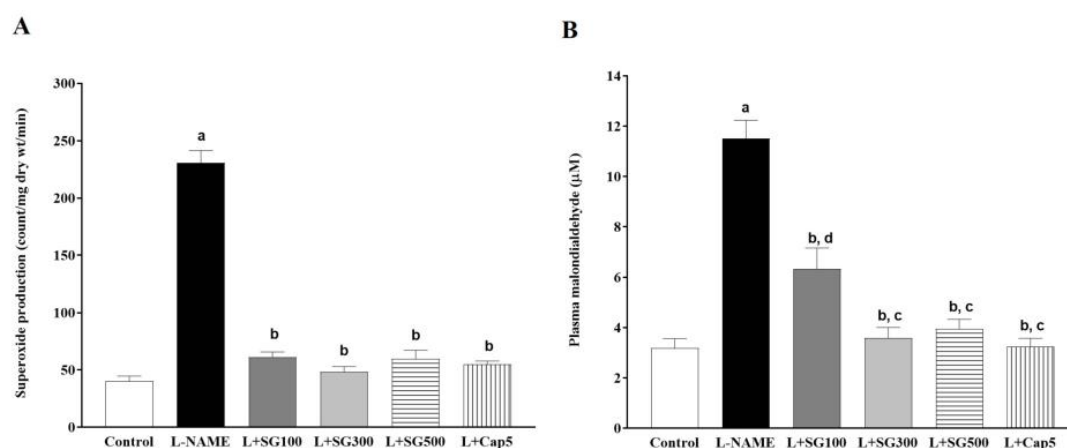 A
Superoxide production (count/mg dry wt/min)
300
250
200
150
100
50
0
a
b
b
b
b
Control L-NAME L+SG100 L+SG300 L+SG500 L+Cap5
B
Plasma malondialdehyde (μM)
14
12
10
8
6
4
2
0
a
b, d
b, c
b, c
b, c
Control L-NAME L+SG100 L+SG300 L+SG500 L+Cap5